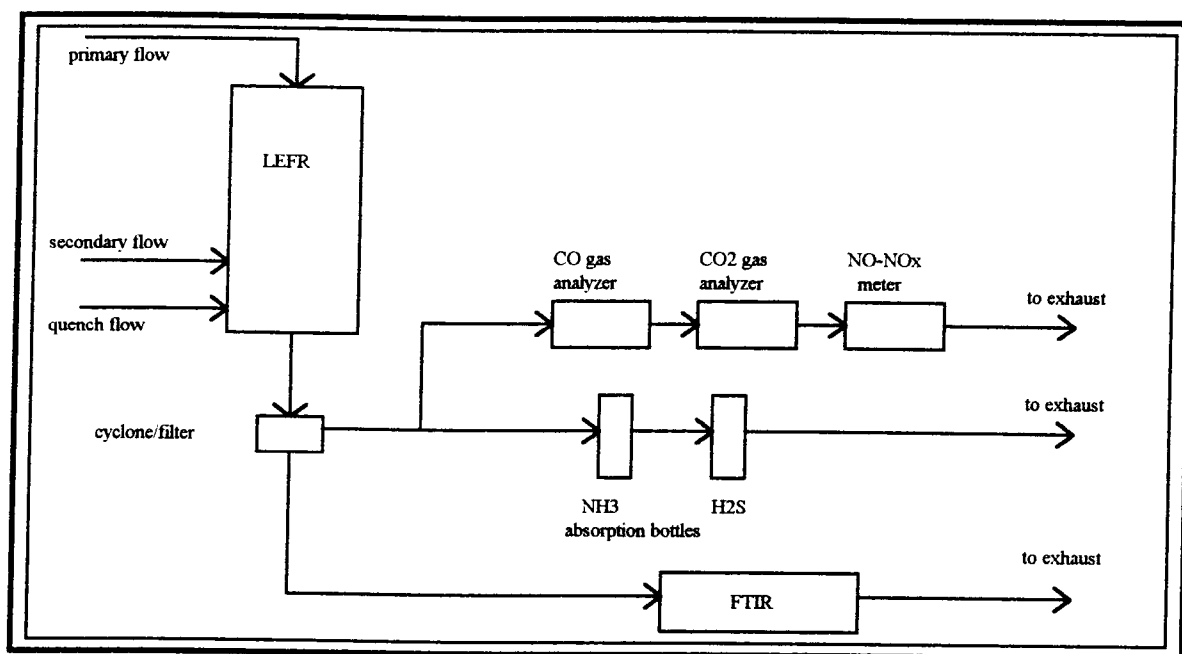 primary flow
LEFR
secondary flow
quench flow
CO gas
analyzer
CO2 gas
analyzer
NO-NOx
meter
to exhaust
cyclone/filter
to exhaust
NH3
H2S
absorption bottles
to exhaust
FTIR